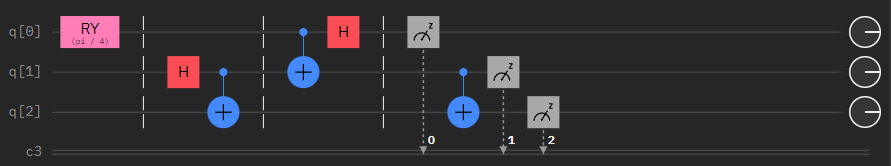 q[0] RY H z
(pi / 4)
q[1] H z
q[2] z
0 1 2
c3